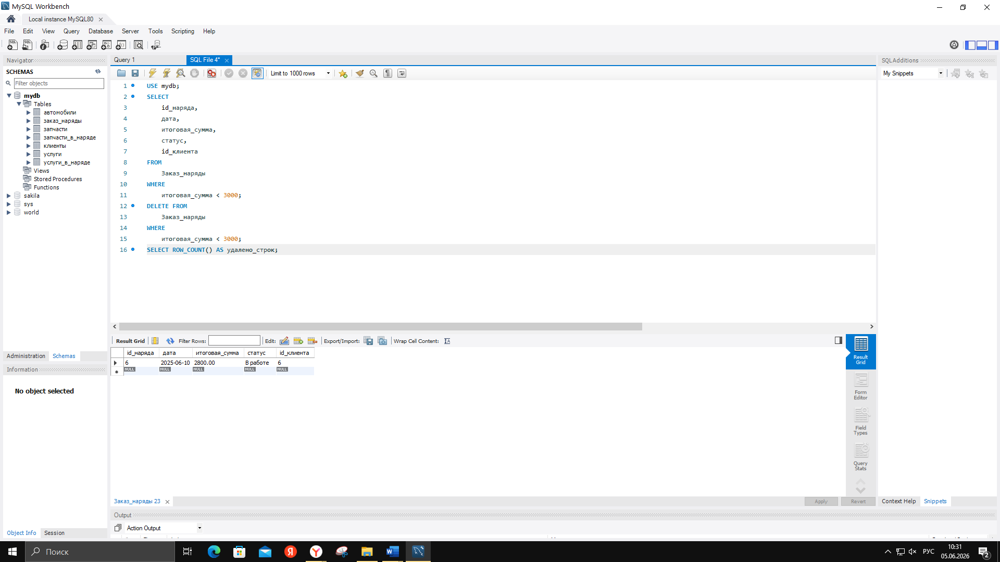 MySQL Workbench
Local instance MySQL80
File Edit View Query Database Server Tools Scripting Help
Navigator
SCHEMAS
Filter objects
mydb
Tables
автомобили
заказ_наряды
запчасти
запчасти_в_наряде
клиенты
услуги
услуги_в_наряде
Views
Stored Procedures
Functions
sakila
sys
world
Administration Schemas
Information
No object selected
Object Info Session
Query 1 SQL File 4*
Limit to 1000 rows
1 USE mydb;
2 SELECT
3 id_наряда,
4 дата,
5 итоговая_сумма,
6 статус,
7 id_клиента
8 FROM
9 Заказ_наряды
10 WHERE
11 итоговая_сумма < 3000;
12 DELETE FROM
13 Заказ_наряды
14 WHERE
15 итоговая_сумма < 3000;
16 SELECT ROW_COUNT() AS удалено_строк;
Result Grid Filter Rows: Edit: Export/Import: Wrap Cell Content:
id_наряда дата итоговая_сумма статус id_клиента
6 2025-06-10 2800.00 В работе 6
NULL NULL NULL NULL NULL
Result Grid
Form Editor
Field Types
Query Stats
Заказ_наряды 23
Apply Revert
Output
Action Output
SQLAdditions
My Snippets
Context Help Snippets
Поиск
РУС
10:31
05.06.2026
2